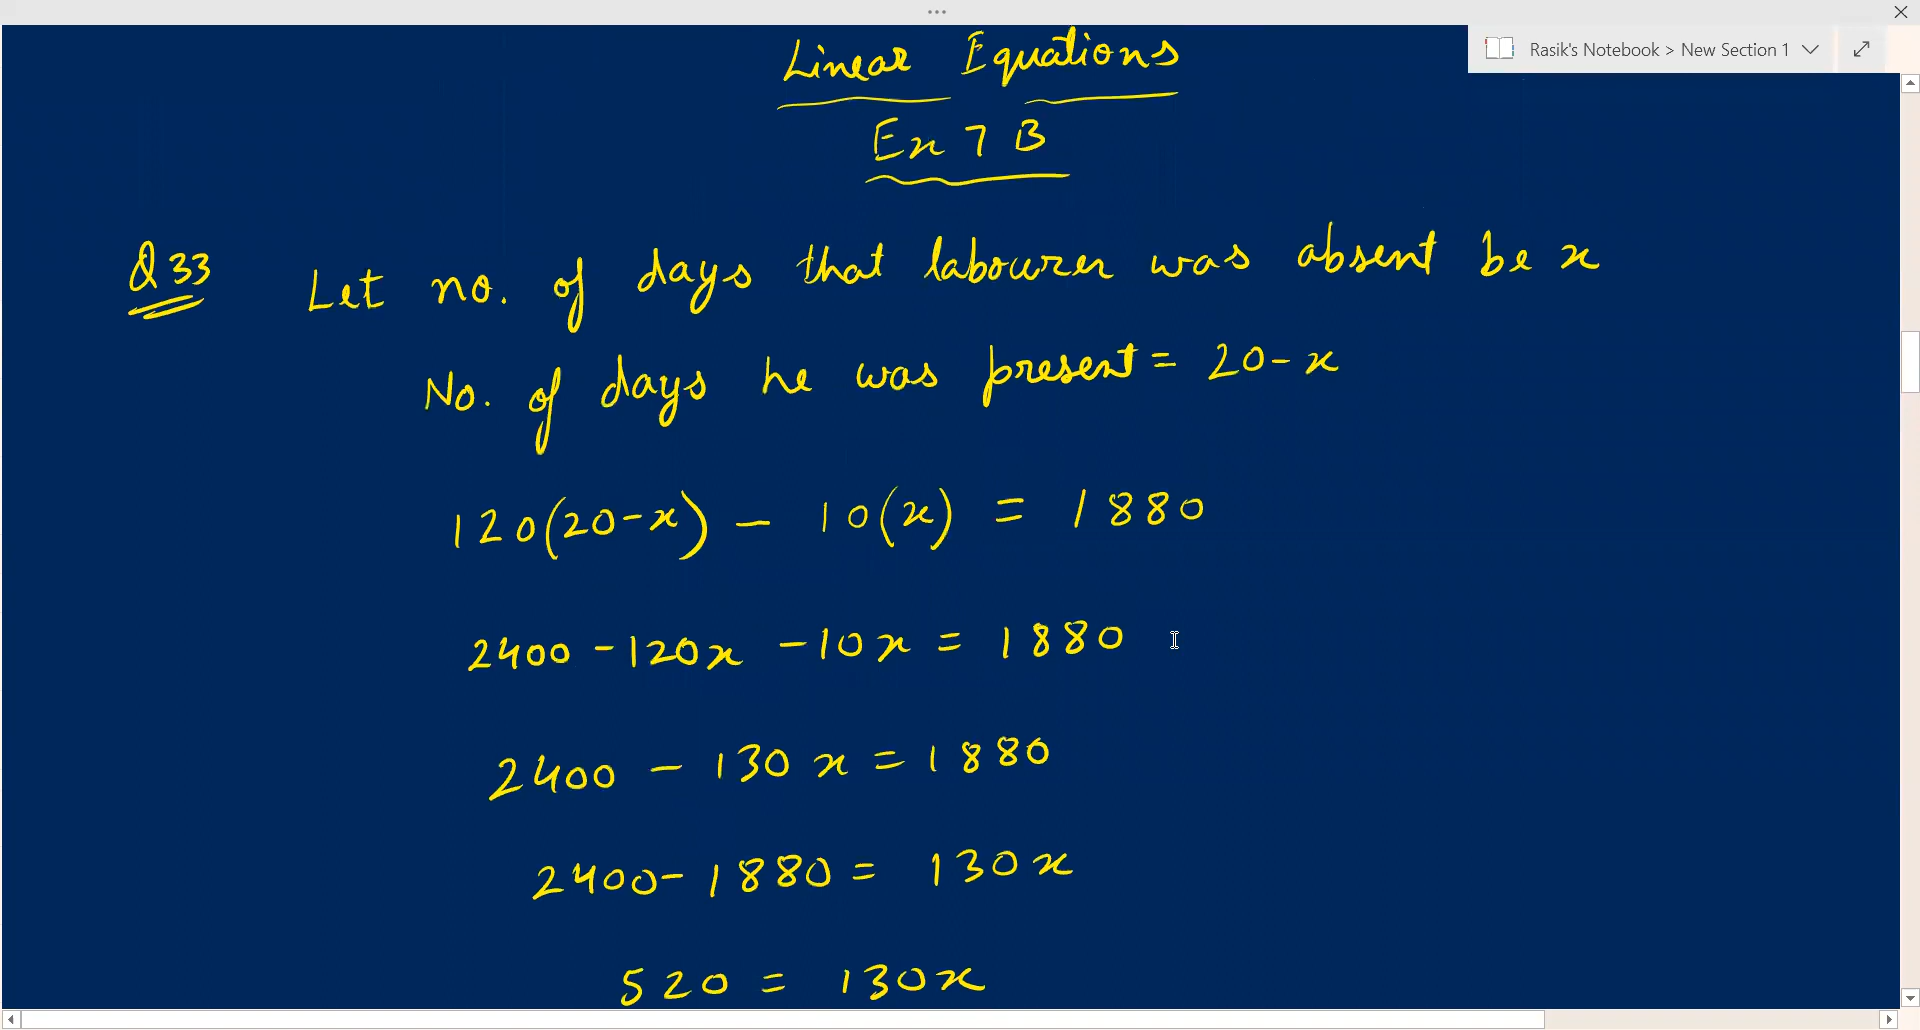 Rasik's Notebook > New Section 1
Linear Equations
Ex 7 B
Q 33 Let no. of days that labourer was absent be x
No. of days he was present = 20 - x
120(20-x) - 10(x) = 1880
2400 - 120x - 10x = 1880
2400 - 130x = 1880
2400 - 1880 = 130x
520 = 130x